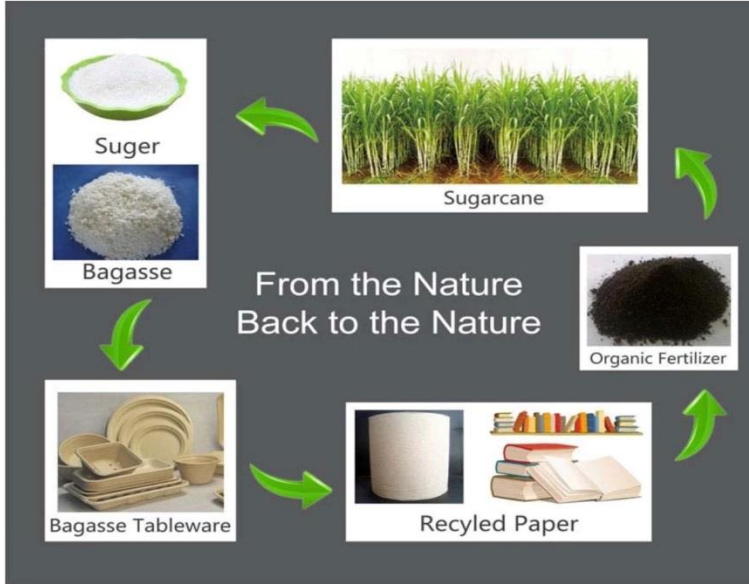 Suger
Bagasse
Sugarcane
From the Nature
Back to the Nature
Organic Fertilizer
Bagasse Tableware
Recyled Paper